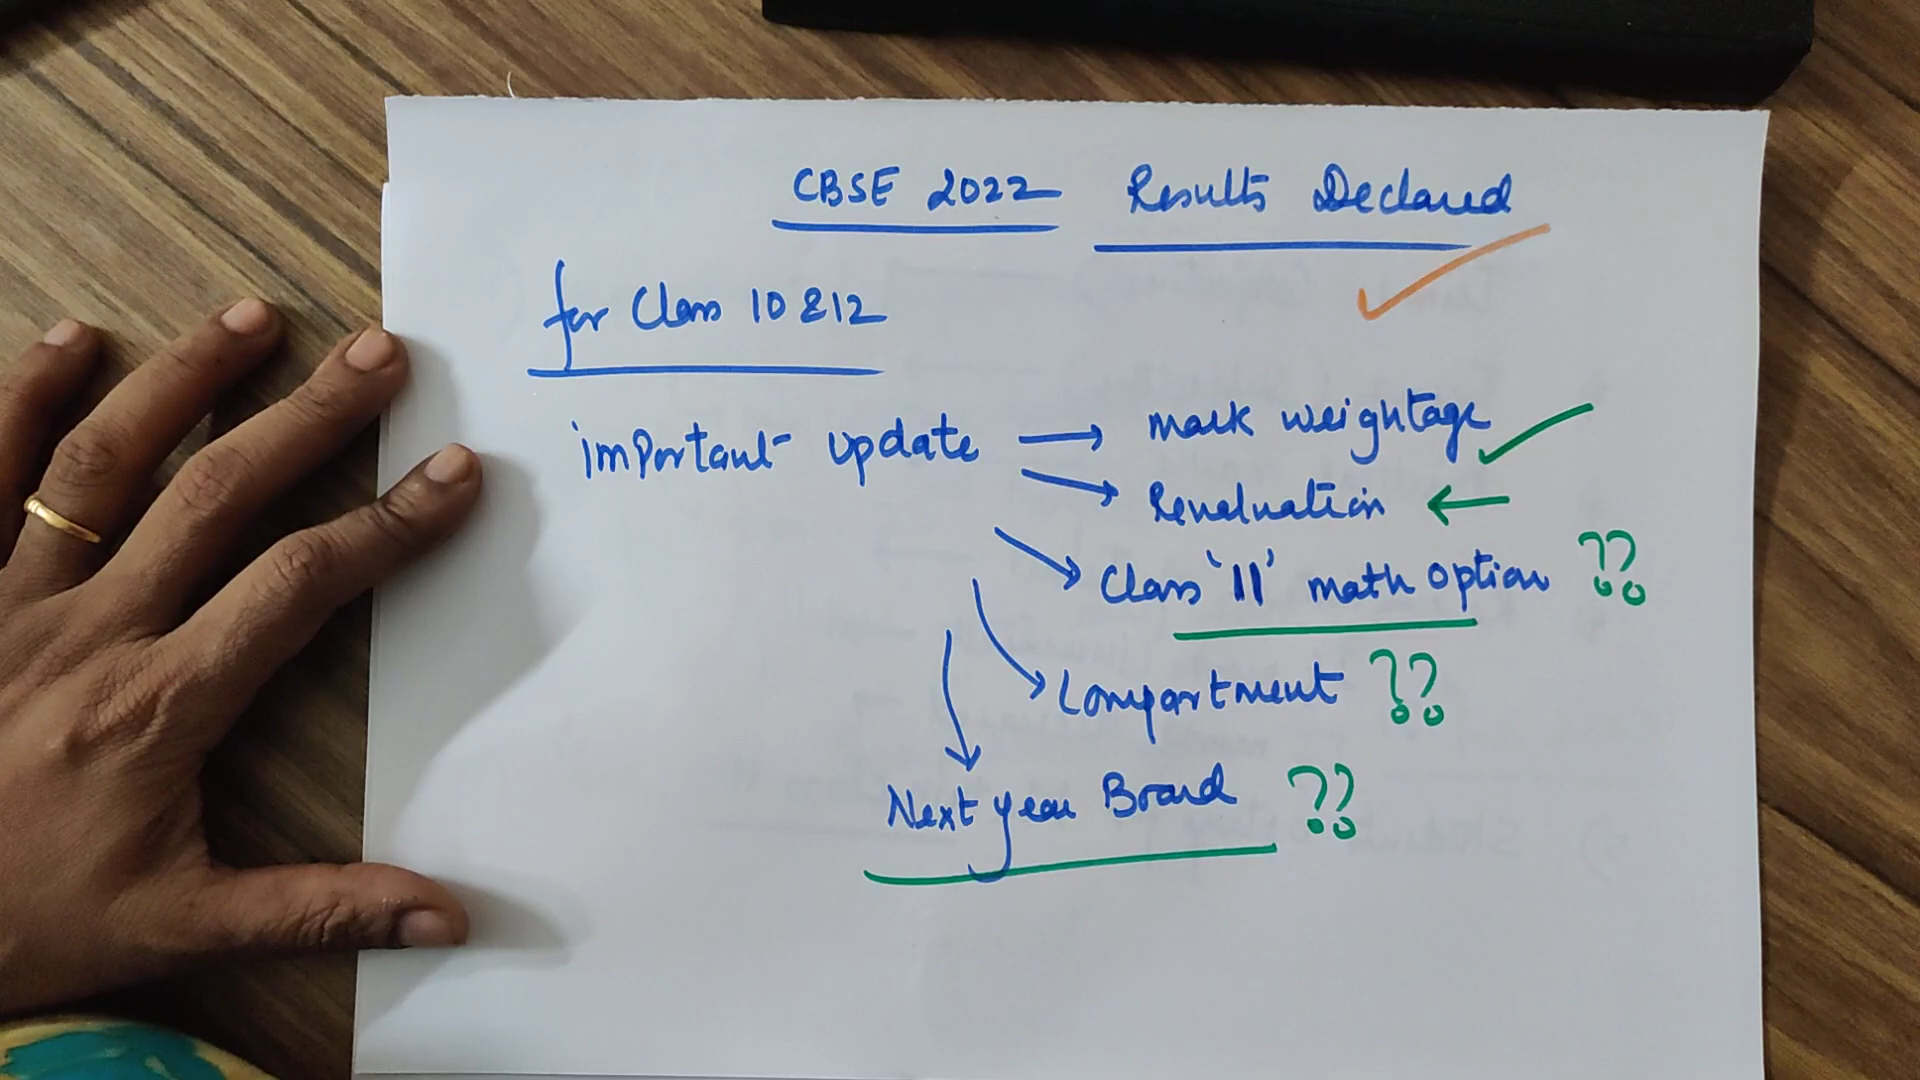 CBSE 2022 Results Declared
for Class 10 & 12
important update → mark weightage
→ Revaluation ←
→ Class '11' math option ??
→ Compartment ??
Next year Board ??